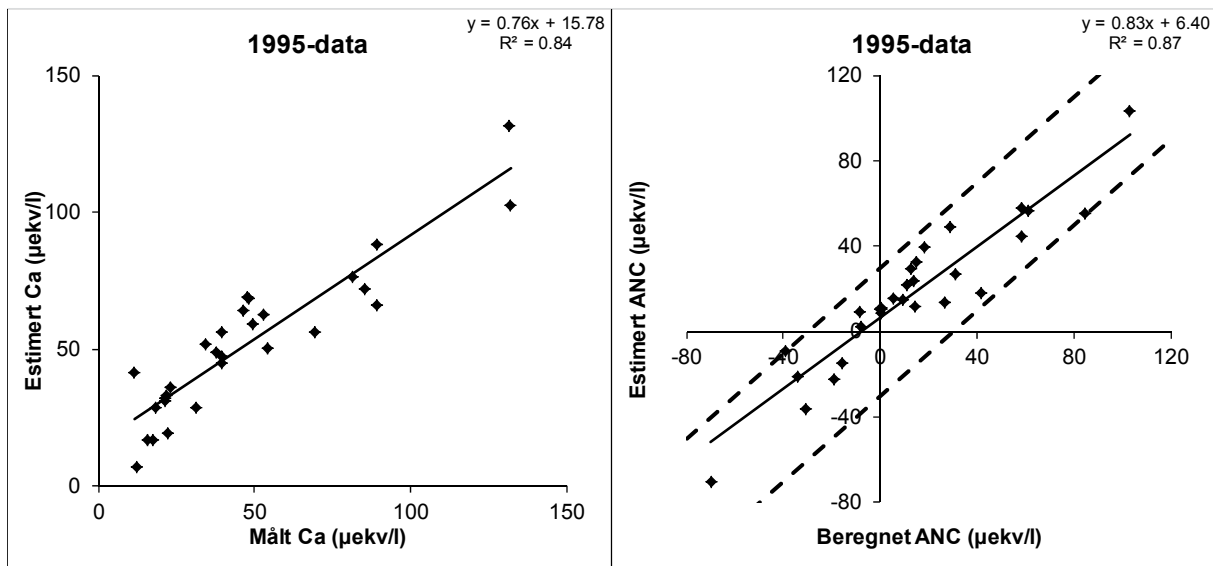 y = 0.76x + 15.78
R² = 0.84
1995-data
150
100
50
0
0 50 100 150
Estimert Ca (µekv/l)
Målt Ca (µekv/l)
y = 0.83x + 6.40
R² = 0.87
1995-data
120
80
40
0
-40
-80
-80 -40 0 40 80 120
Estimert ANC (µekv/l)
Beregnet ANC (µekv/l)